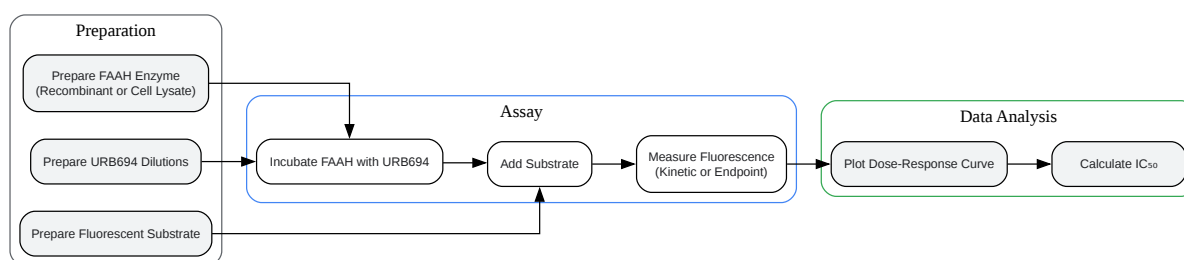 Preparation
Prepare FAAH Enzyme
(Recombinant or Cell Lysate)
Prepare URB694 Dilutions
Prepare Fluorescent Substrate
Assay
Incubate FAAH with URB694
Add Substrate
Measure Fluorescence
(Kinetic or Endpoint)
Data Analysis
Plot Dose-Response Curve
Calculate IC₅₀